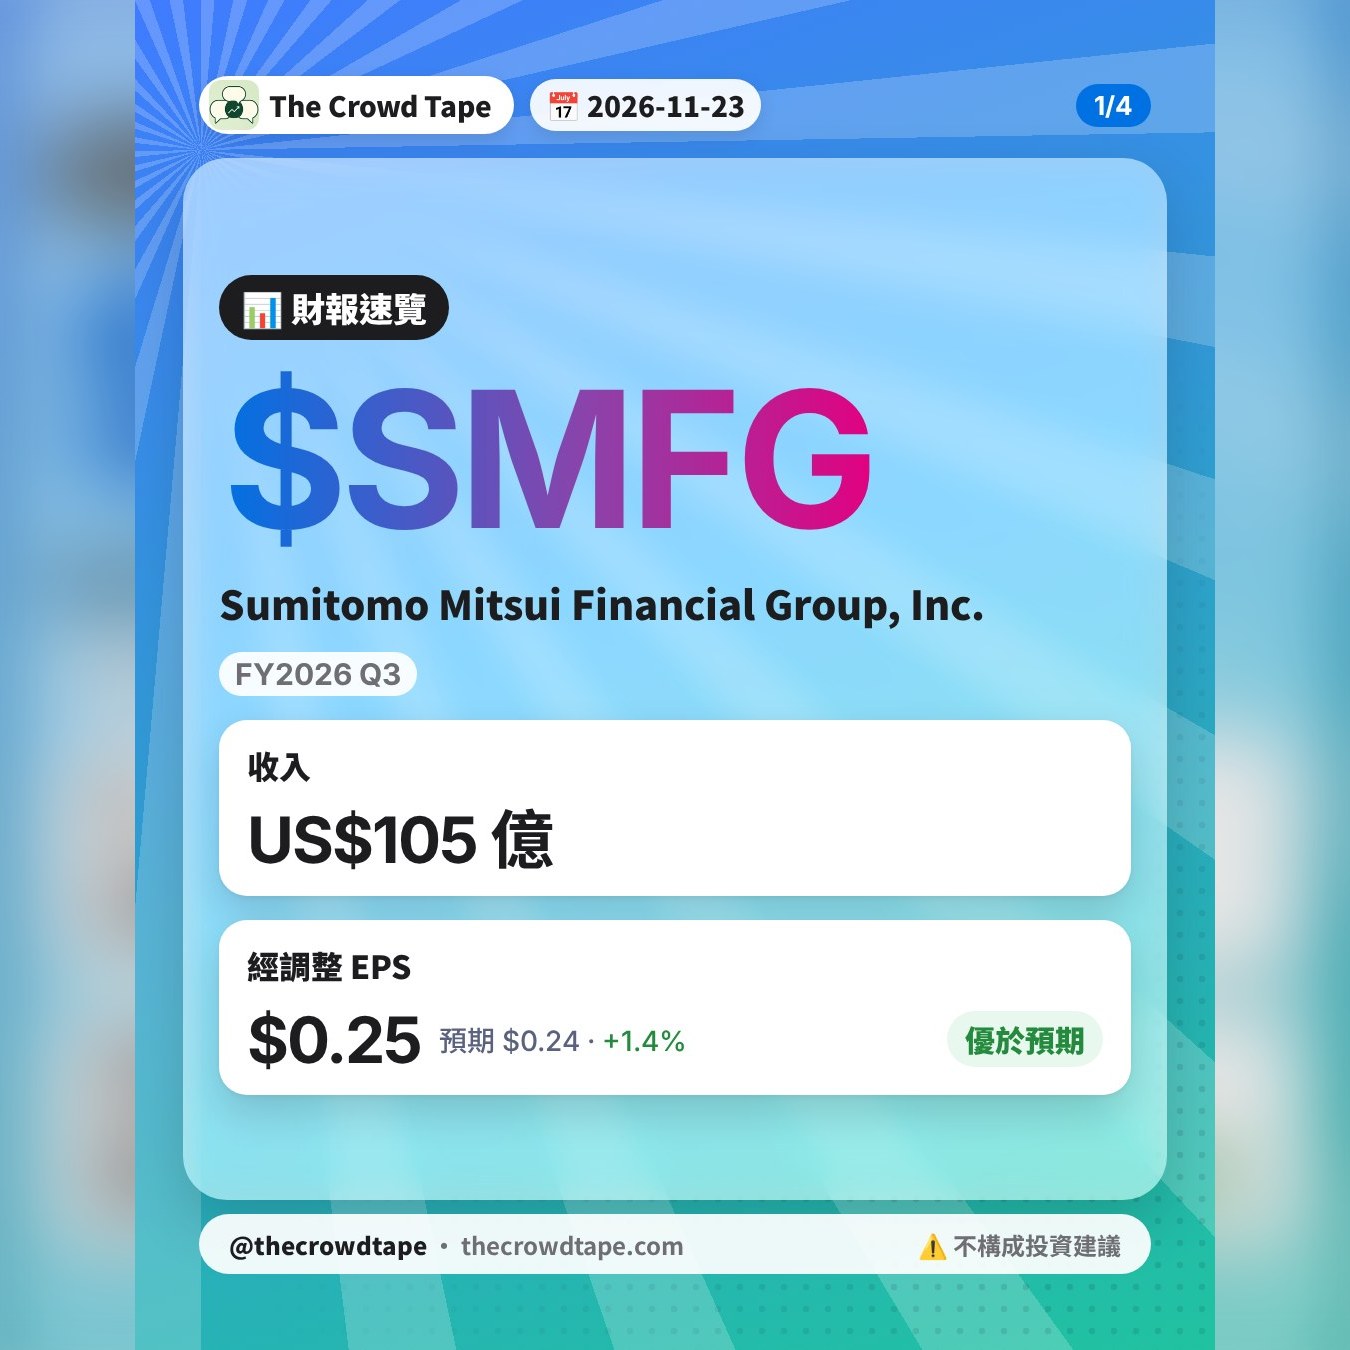 The Crowd Tape
📅 2026-11-23
1/4
📊 財報速覽
$SMFG
Sumitomo Mitsui Financial Group, Inc.
FY2026 Q3
收入
US$105 億
經調整 EPS
$0.25 預期 $0.24 · +1.4% 優於預期
@thecrowdtape · thecrowdtape.com ⚠️ 不構成投資建議